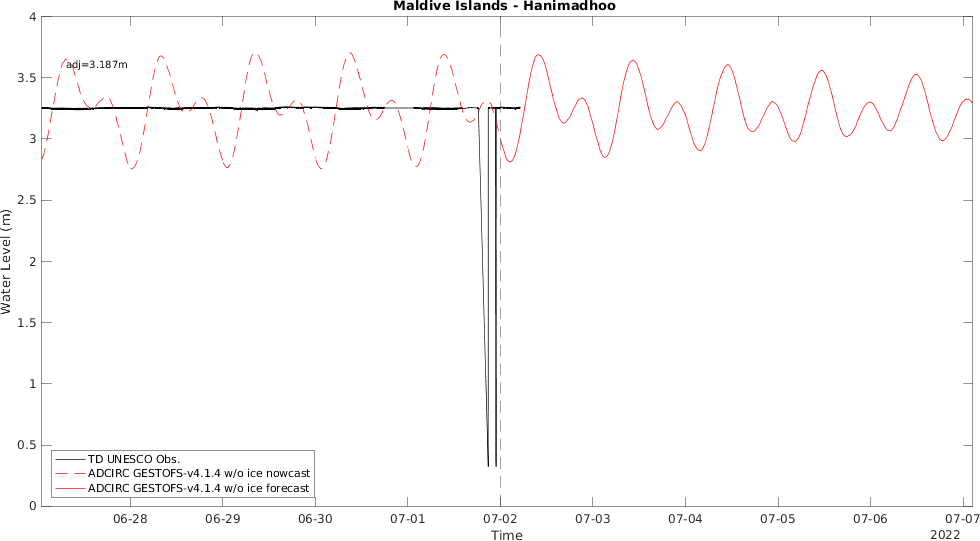 Maldive Islands - Hanimadhoo
4
3.5
3
2.5
2
1.5
1
0.5
0
Water Level (m)
adj=3.187m
TD UNESCO Obs.
ADCIRC GESTOFS-v4.1.4 w/o ice nowcast
ADCIRC GESTOFS-v4.1.4 w/o ice forecast
06-28 06-29 06-30 07-01 07-02 07-03 07-04 07-05 07-06 07-07
Time
2022